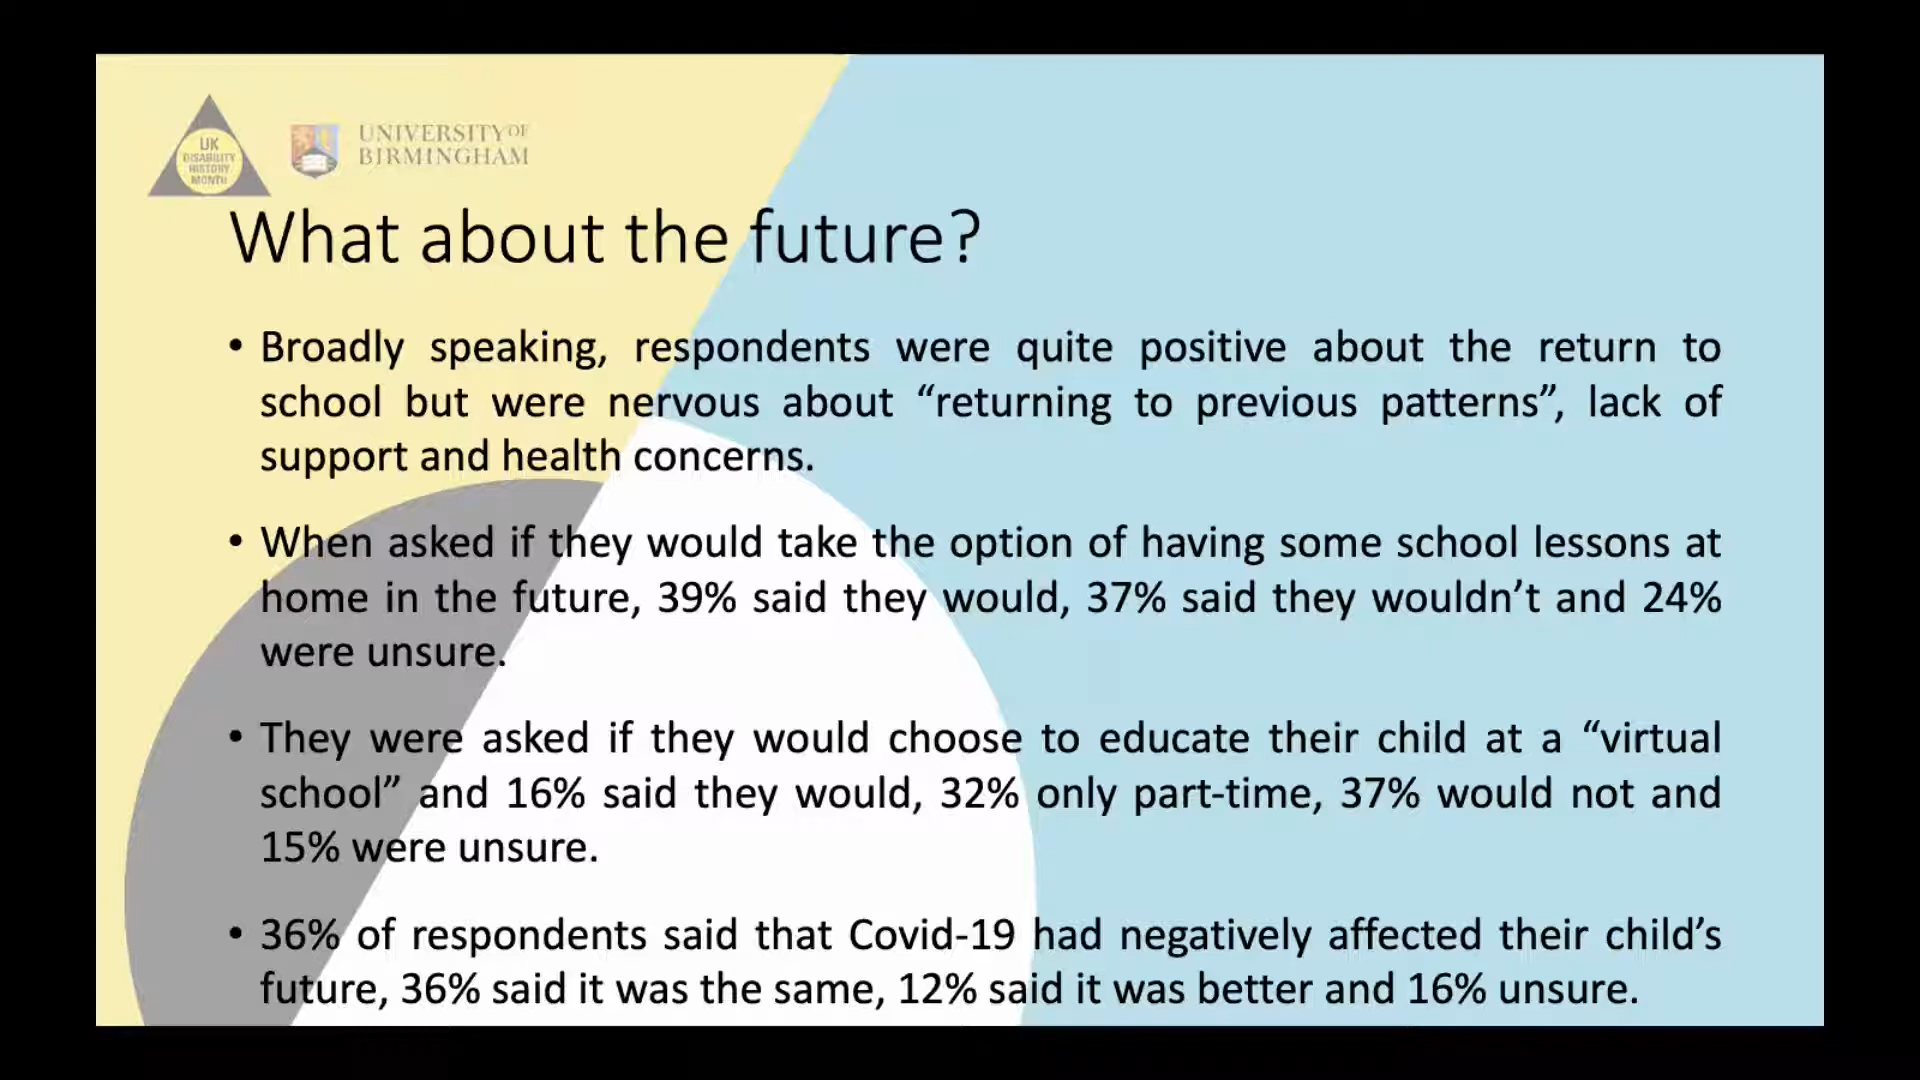 UK
DISABILITY
HISTORY
MONTH
UNIVERSITY OF
BIRMINGHAM
What about the future?
• Broadly speaking, respondents were quite positive about the return to
school but were nervous about “returning to previous patterns”, lack of
support and health concerns.
• When asked if they would take the option of having some school lessons at
home in the future, 39% said they would, 37% said they wouldn’t and 24%
were unsure.
• They were asked if they would choose to educate their child at a “virtual
school” and 16% said they would, 32% only part-time, 37% would not and
15% were unsure.
• 36% of respondents said that Covid-19 had negatively affected their child’s
future, 36% said it was the same, 12% said it was better and 16% unsure.